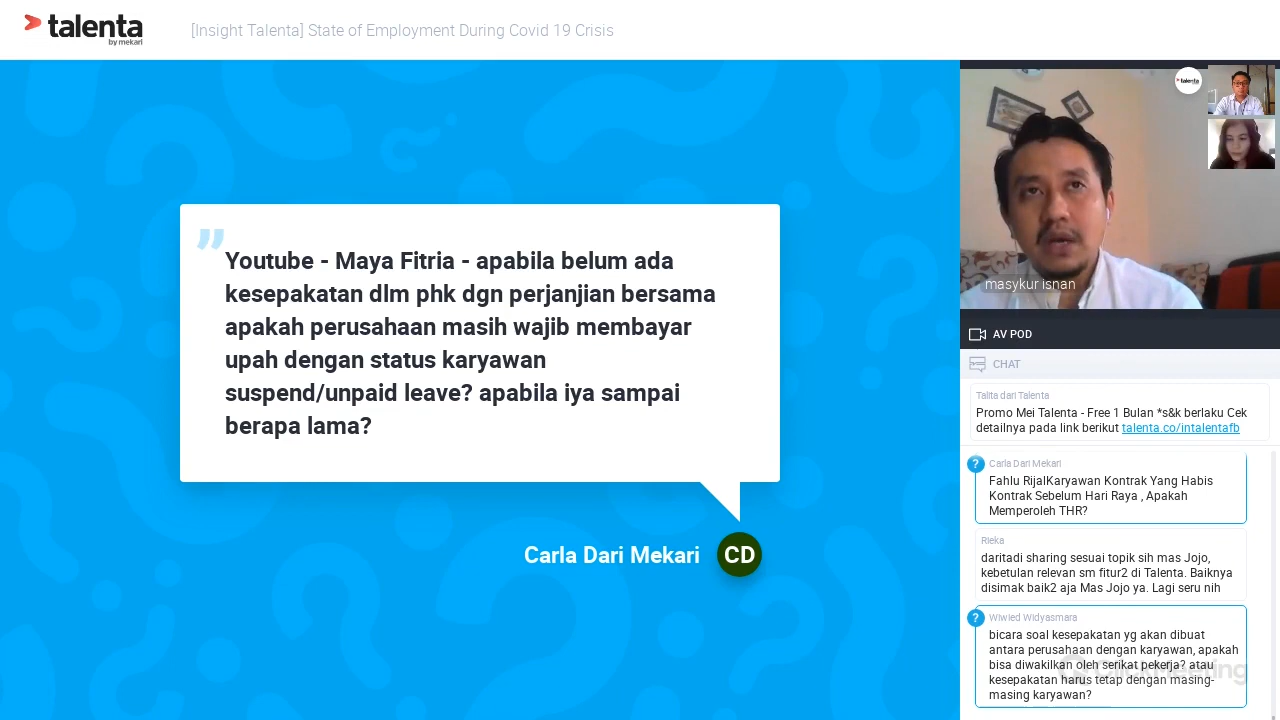 talenta
by mekari
[Insight Talenta] State of Employment During Covid 19 Crisis
talenta
masykur isnan
”
Youtube - Maya Fitria - apabila belum ada
kesepakatan dlm phk dgn perjanjian bersama
apakah perusahaan masih wajib membayar
upah dengan status karyawan
suspend/unpaid leave? apabila iya sampai
berapa lama?
Carla Dari Mekari
CD
AV POD
CHAT
Talita dari Talenta
Promo Mei Talenta - Free 1 Bulan *s&k berlaku Cek
detailnya pada link berikut talenta.co/intalentafb
?
Carla Dari Mekari
Fahlu RijalKaryawan Kontrak Yang Habis
Kontrak Sebelum Hari Raya , Apakah
Memperoleh THR?
Rieka
daritadi sharing sesuai topik sih mas Jojo,
kebetulan relevan sm fitur2 di Talenta. Baiknya
disimak baik2 aja Mas Jojo ya. Lagi seru nih
?
Wiwied Widyasmara
bicara soal kesepakatan yg akan dibuat
antara perusahaan dengan karyawan, apakah
bisa diwakilkan oleh serikat pekerja? atau
kesepakatan harus tetap dengan masing-
masing karyawan?
ClickMeeting